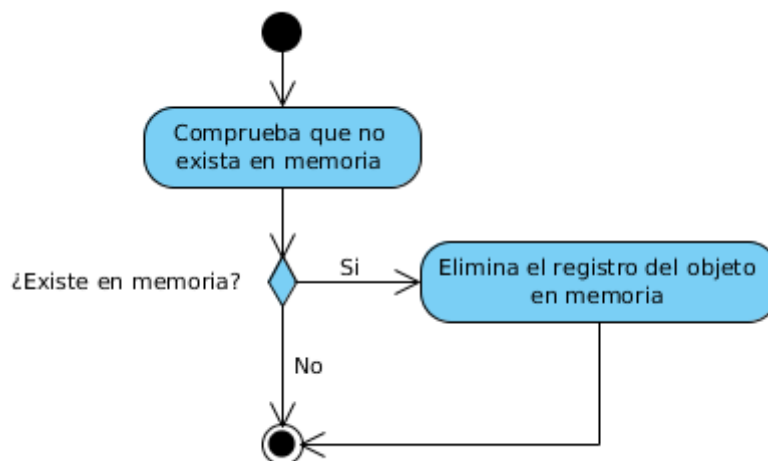 Comprueba que no
exista en memoria
¿Existe en memoria?
Si
Elimina el registro del objeto
en memoria
No